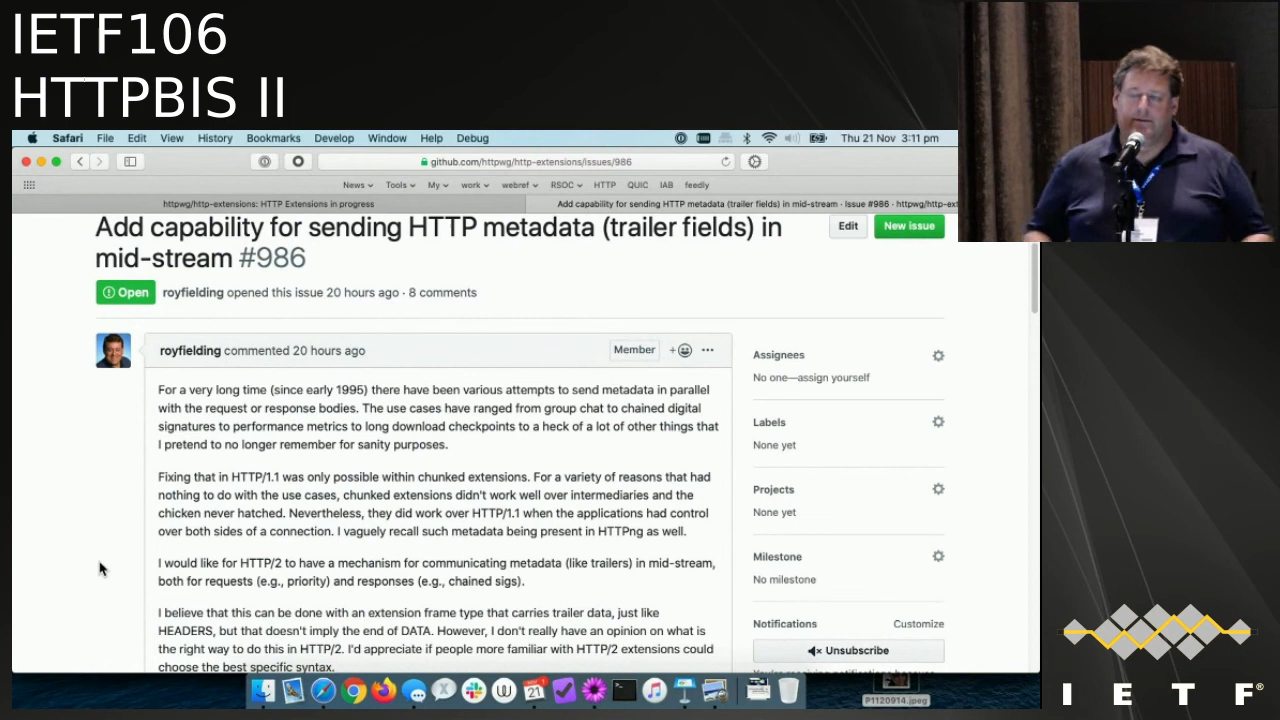 IETF106
HTTPBIS II
Safari File Edit View History Bookmarks Develop Window Help Debug
Thu 21 Nov 3:11 pm
github.com/httpwg/http-extensions/issues/986
News Tools My work webref RSOC HTTP QUIC IAB feedly
httpwg/http-extensions: HTTP Extensions in progress
Add capability for sending HTTP metadata (trailer fields) in mid-stream · Issue #986 · httpwg/http-ext
Add capability for sending HTTP metadata (trailer fields) in
mid-stream #986
Edit
New issue
Open
royfielding opened this issue 20 hours ago · 8 comments
royfielding commented 20 hours ago
Member
For a very long time (since early 1995) there have been various attempts to send metadata in parallel
with the request or response bodies. The use cases have ranged from group chat to chained digital
signatures to performance metrics to long download checkpoints to a heck of a lot of other things that
I pretend to no longer remember for sanity purposes.
Fixing that in HTTP/1.1 was only possible within chunked extensions. For a variety of reasons that had
nothing to do with the use cases, chunked extensions didn't work well over intermediaries and the
chicken never hatched. Nevertheless, they did work over HTTP/1.1 when the applications had control
over both sides of a connection. I vaguely recall such metadata being present in HTTPng as well.
I would like for HTTP/2 to have a mechanism for communicating metadata (like trailers) in mid-stream,
both for requests (e.g., priority) and responses (e.g., chained sigs).
I believe that this can be done with an extension frame type that carries trailer data, just like
HEADERS, but that doesn't imply the end of DATA. However, I don't really have an opinion on what is
the right way to do this in HTTP/2. I'd appreciate if people more familiar with HTTP/2 extensions could
choose the best specific syntax.
Assignees
No one—assign yourself
Labels
None yet
Projects
None yet
Milestone
No milestone
Notifications
Customize
Unsubscribe
You're receiving notifications because
21
P1120914.jpeg
I E T F®